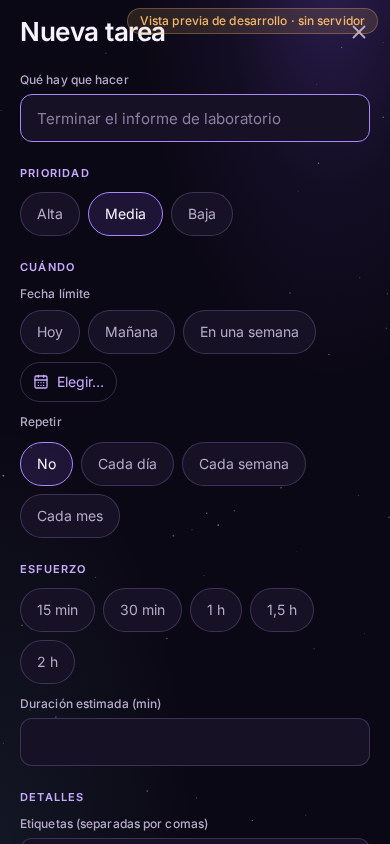 Vista previa de desarrollo · sin servidor
Nueva tarea
Qué hay que hacer
Terminar el informe de laboratorio
PRIORIDAD
Alta Media Baja
CUÁNDO
Fecha límite
Hoy Mañana En una semana
Elegir...
Repetir
No Cada día Cada semana
Cada mes
ESFUERZO
15 min 30 min 1 h 1,5 h
2 h
Duración estimada (min)
DETALLES
Etiquetas (separadas por comas)